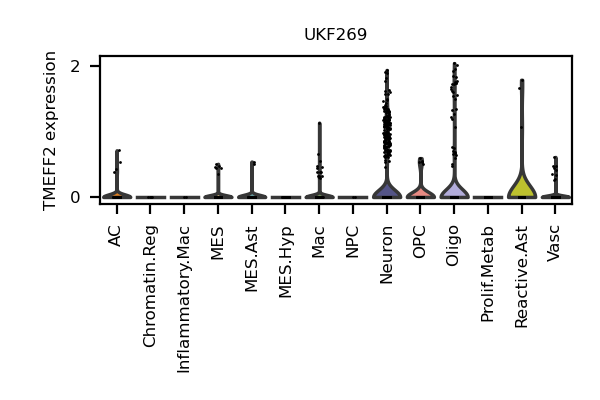 UKF269
TMEFF2 expression
2
0
AC
Chromatin.Reg
Inflammatory.Mac
MES
MES.Ast
MES.Hyp
Mac
NPC
Neuron
OPC
Oligo
Prolif.Metab
Reactive.Ast
Vasc